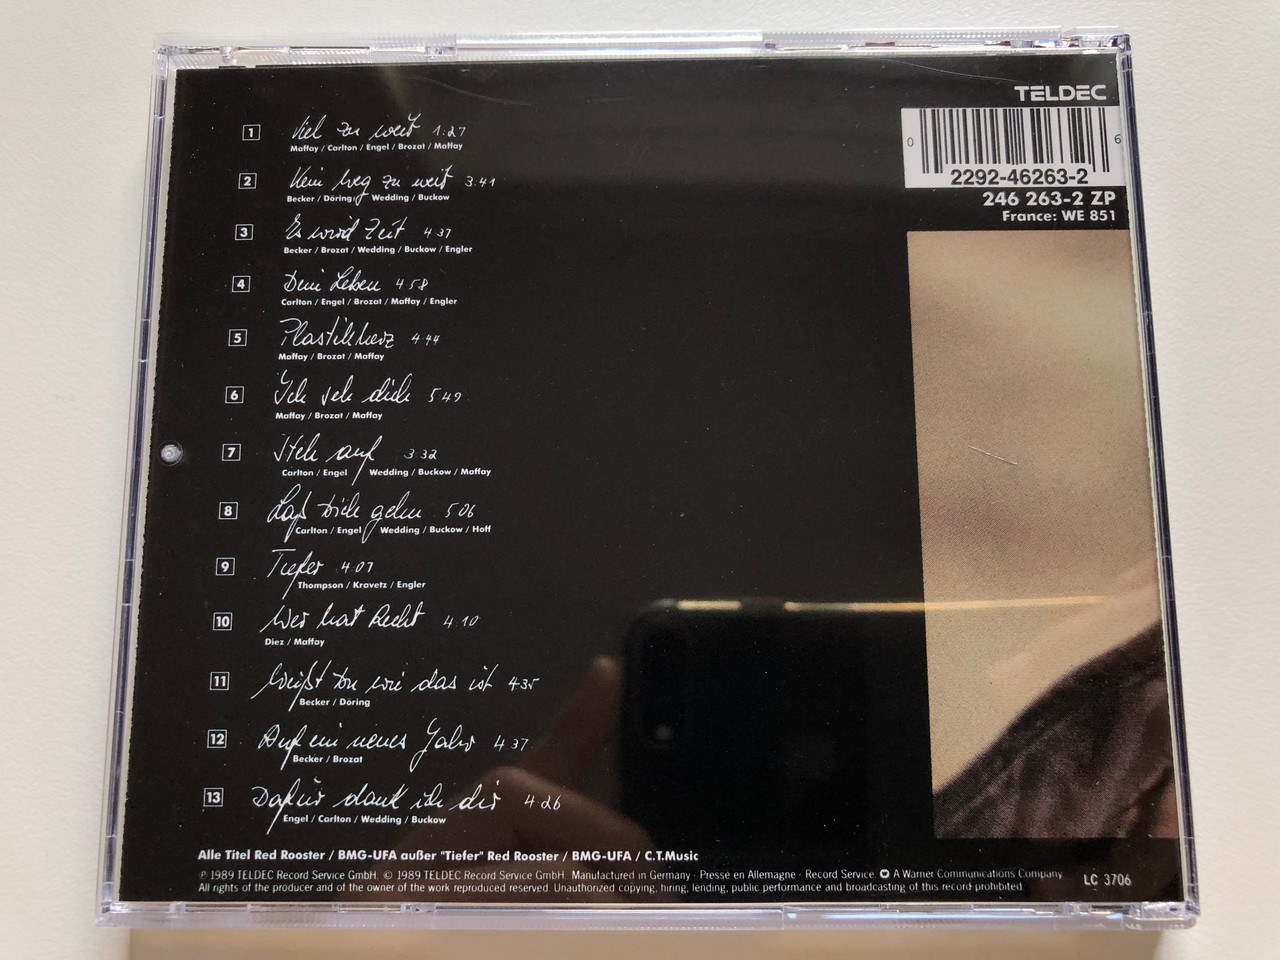 TELDEC
0 6
2292-46263-2
246 263-2 ZP
France: WE 851
1 Viel zu weit 1:27
Maffay / Carlton / Engel / Brozat / Maffay
2 Kein Weg zu weit 3:41
Becker / Döring / Wedding / Buckow
3 Es wird Zeit 4:37
Becker / Brozat / Wedding / Buckow / Engler
4 Dein Leben 4:58
Carlton / Engel / Brozat / Maffay / Engler
5 Plastikherz 4:44
Maffay / Brozat / Maffay
6 Ich seh dich 5:49
Maffay / Brozat / Maffay
7 Steh auf 3:32
Carlton / Engel / Wedding / Buckow / Maffay
8 Laß Dich gehn 5:06
Carlton / Engel / Wedding / Buckow / Hoff
9 Tiefer 4:07
Thompson / Kravetz / Engler
10 Wer hat Recht 4:10
Diez / Maffay
11 Weißt Du wie das ist 4:35
Becker / Döring
12 Auf ein neues Jahr 4:37
Becker / Brozat
13 Dafür dank ich dir 4:26
Engel / Carlton / Wedding / Buckow
Alle Titel Red Rooster / BMG-UFA außer "Tiefer" Red Rooster / BMG-UFA / C.T.Music
℗ 1989 TELDEC Record Service GmbH. © 1989 TELDEC Record Service GmbH. Manufactured in Germany · Pressé en Allemagne · Record Service. A Warner Communications Company.
All rights of the producer and of the owner of the work reproduced reserved. Unauthorized copying, hiring, lending, public performance and broadcasting of this record prohibited.
LC 3706